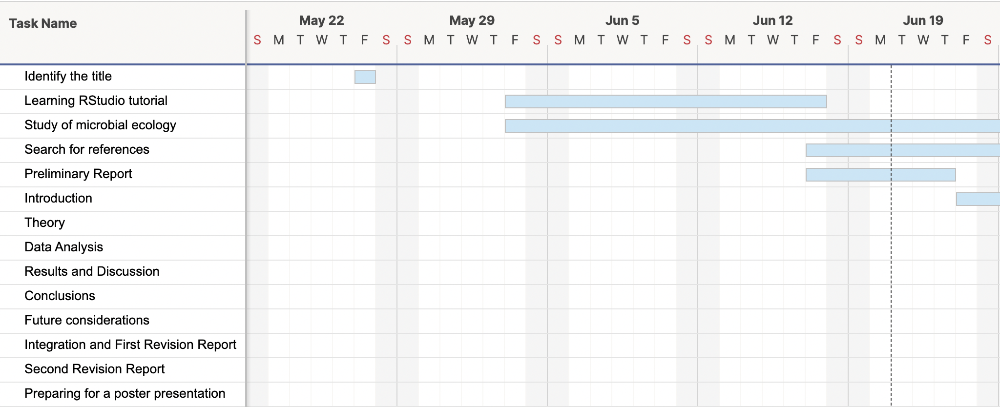 Task Name
May 22 May 29 Jun 5 Jun 12 Jun 19
S M T W T F S S M T W T F S S M T W T F S S M T W T F S S M T W T F S
Identify the title
Learning RStudio tutorial
Study of microbial ecology
Search for references
Preliminary Report
Introduction
Theory
Data Analysis
Results and Discussion
Conclusions
Future considerations
Integration and First Revision Report
Second Revision Report
Preparing for a poster presentation